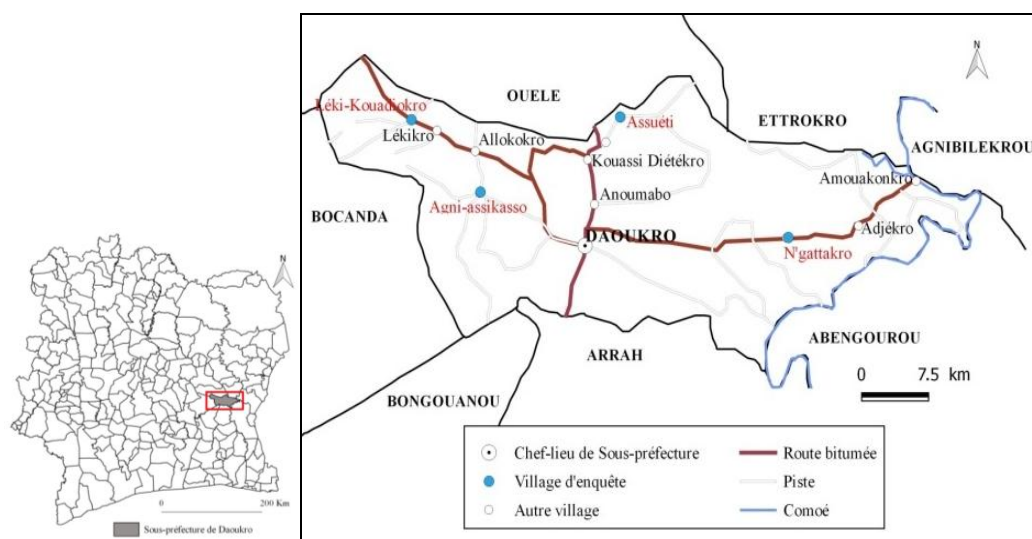 N
OUELE
ETTROKRO
AGNIBILEKROU
Léki-Kouadiokro
Assuéti
Lékikro
Allokokro
Kouassi Diétékro
Amouakonkro
Agni-assikasso
Anoumabo
BOCANDA
DAOUKRO
Adjékro
N'gattakro
ABENGOUROU
ARRAH
0 7.5 km
BONGOUANOU
Chef-lieu de Sous-préfecture
Village d'enquête
Autre village
Route bitumée
Piste
Comoé
N
0 200 Km
Sous-préfecture de Daoukro